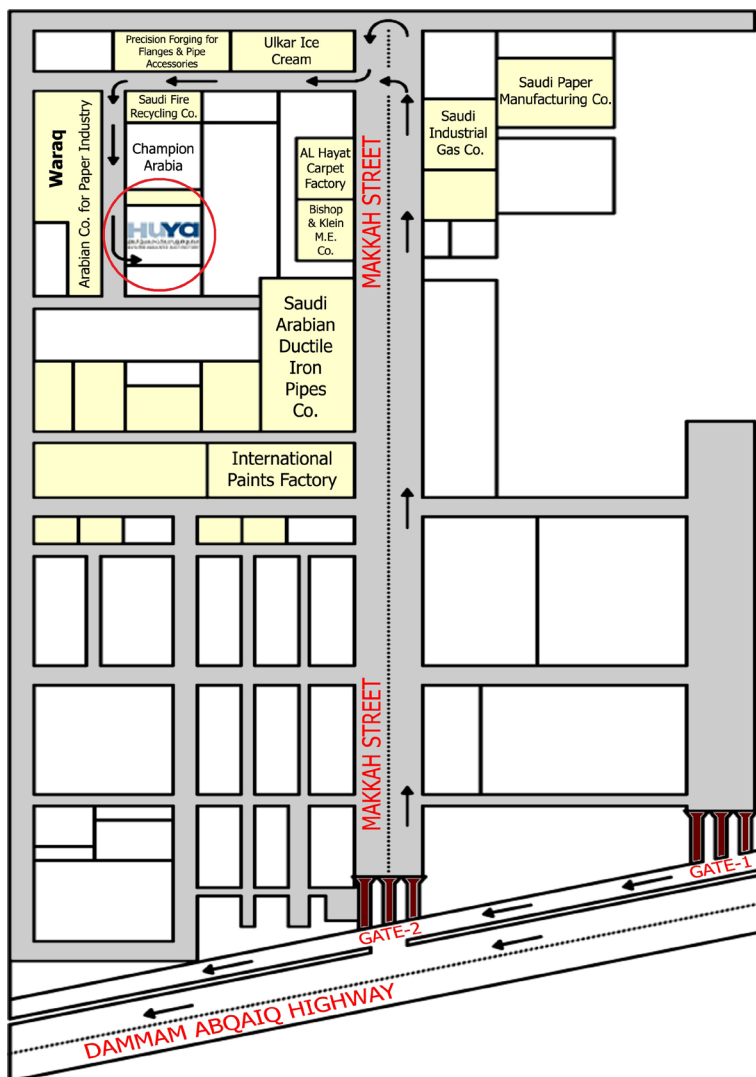 Precision Forging for
Flanges & Pipe
Accessories
Ulkar Ice
Cream
Saudi Paper
Manufacturing Co.
Waraq
Arabian Co. for Paper Industry
Saudi Fire
Recycling Co.
Champion
Arabia
HUYA
AL Hayat
Carpet
Factory
Bishop
& Klein
M.E.
Co.
MAKKAH STREET
Saudi
Industrial
Gas Co.
Saudi
Arabian
Ductile
Iron
Pipes
Co.
International
Paints Factory
MAKKAH STREET
GATE-1
GATE-2
DAMMAM ABQAIQ HIGHWAY